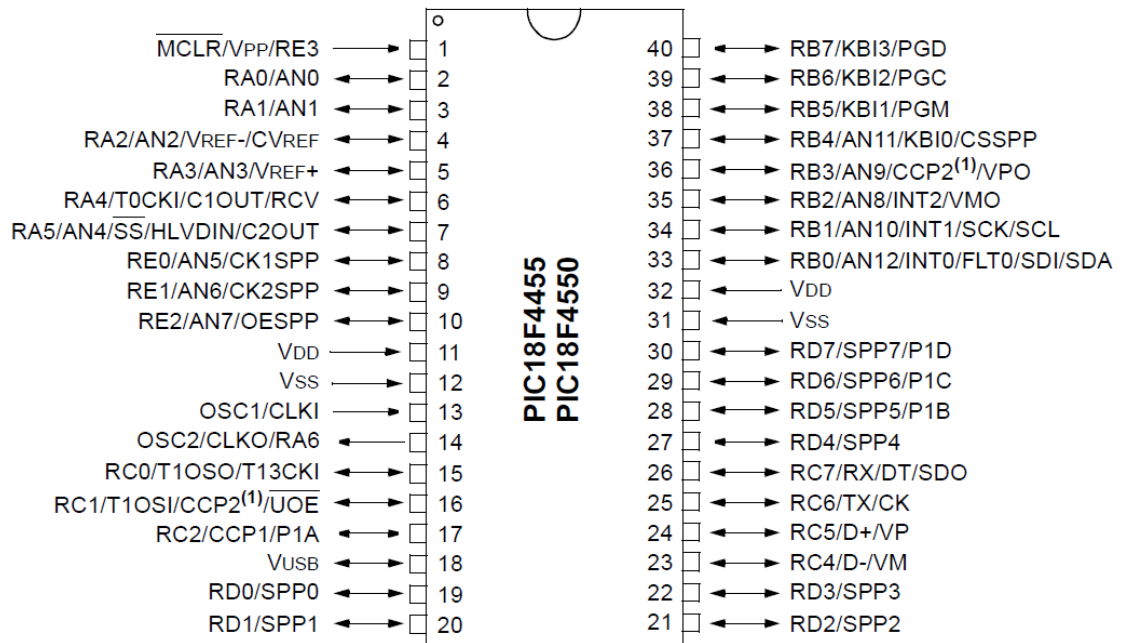 MCLR/VPP/RE3 1
RA0/AN0 2
RA1/AN1 3
RA2/AN2/VREF-/CVREF 4
RA3/AN3/VREF+ 5
RA4/T0CKI/C1OUT/RCV 6
RA5/AN4/SS/HLVDIN/C2OUT 7
RE0/AN5/CK1SPP 8
RE1/AN6/CK2SPP 9
RE2/AN7/OESPP 10
VDD 11
VSS 12
OSC1/CLKI 13
OSC2/CLKO/RA6 14
RC0/T1OSO/T13CKI 15
RC1/T1OSI/CCP2(1)/UOE 16
RC2/CCP1/P1A 17
VUSB 18
RD0/SPP0 19
RD1/SPP1 20
PIC18F4455
PIC18F4550
40 RB7/KBI3/PGD
39 RB6/KBI2/PGC
38 RB5/KBI1/PGM
37 RB4/AN11/KBI0/CSSPP
36 RB3/AN9/CCP2(1)/VPO
35 RB2/AN8/INT2/VMO
34 RB1/AN10/INT1/SCK/SCL
33 RB0/AN12/INT0/FLT0/SDI/SDA
32 VDD
31 VSS
30 RD7/SPP7/P1D
29 RD6/SPP6/P1C
28 RD5/SPP5/P1B
27 RD4/SPP4
26 RC7/RX/DT/SDO
25 RC6/TX/CK
24 RC5/D+/VP
23 RC4/D-/VM
22 RD3/SPP3
21 RD2/SPP2